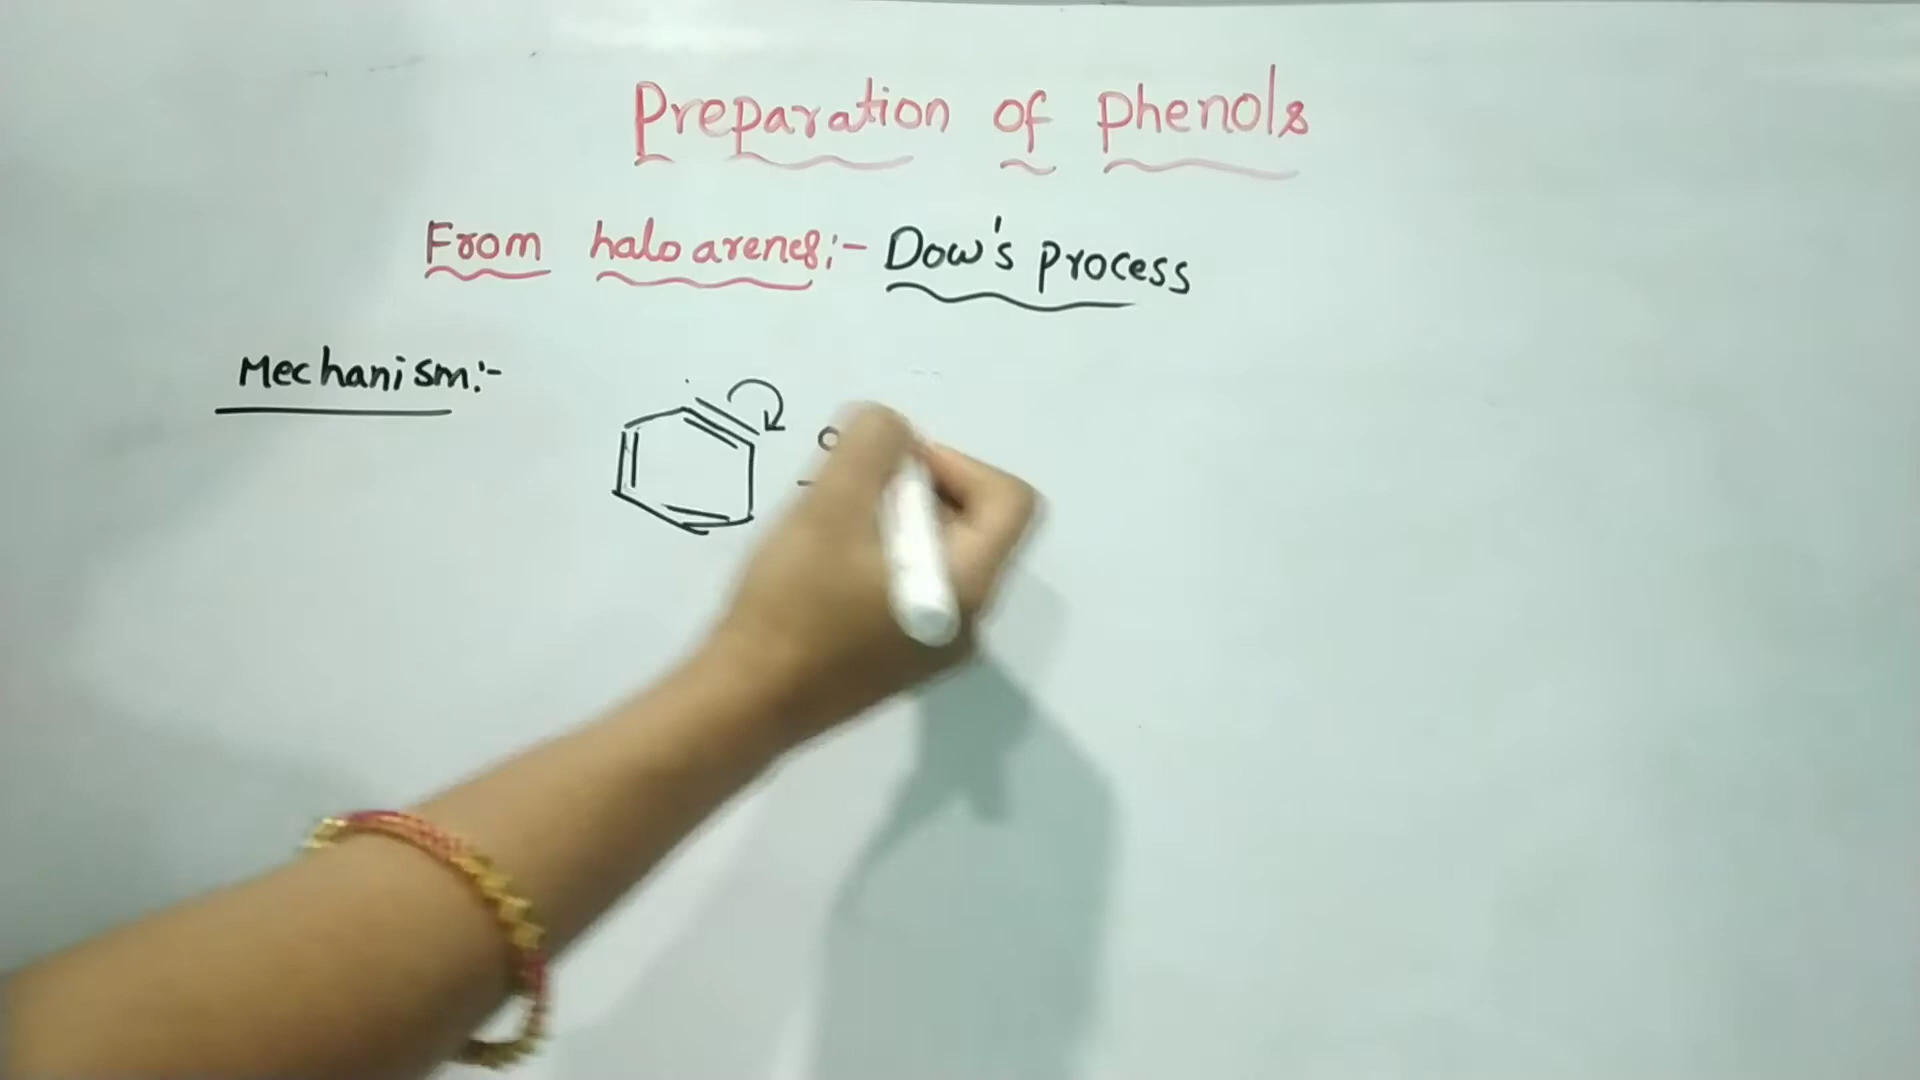 Preparation of phenols
From haloarenes:- Dow's process
Mechanism:-